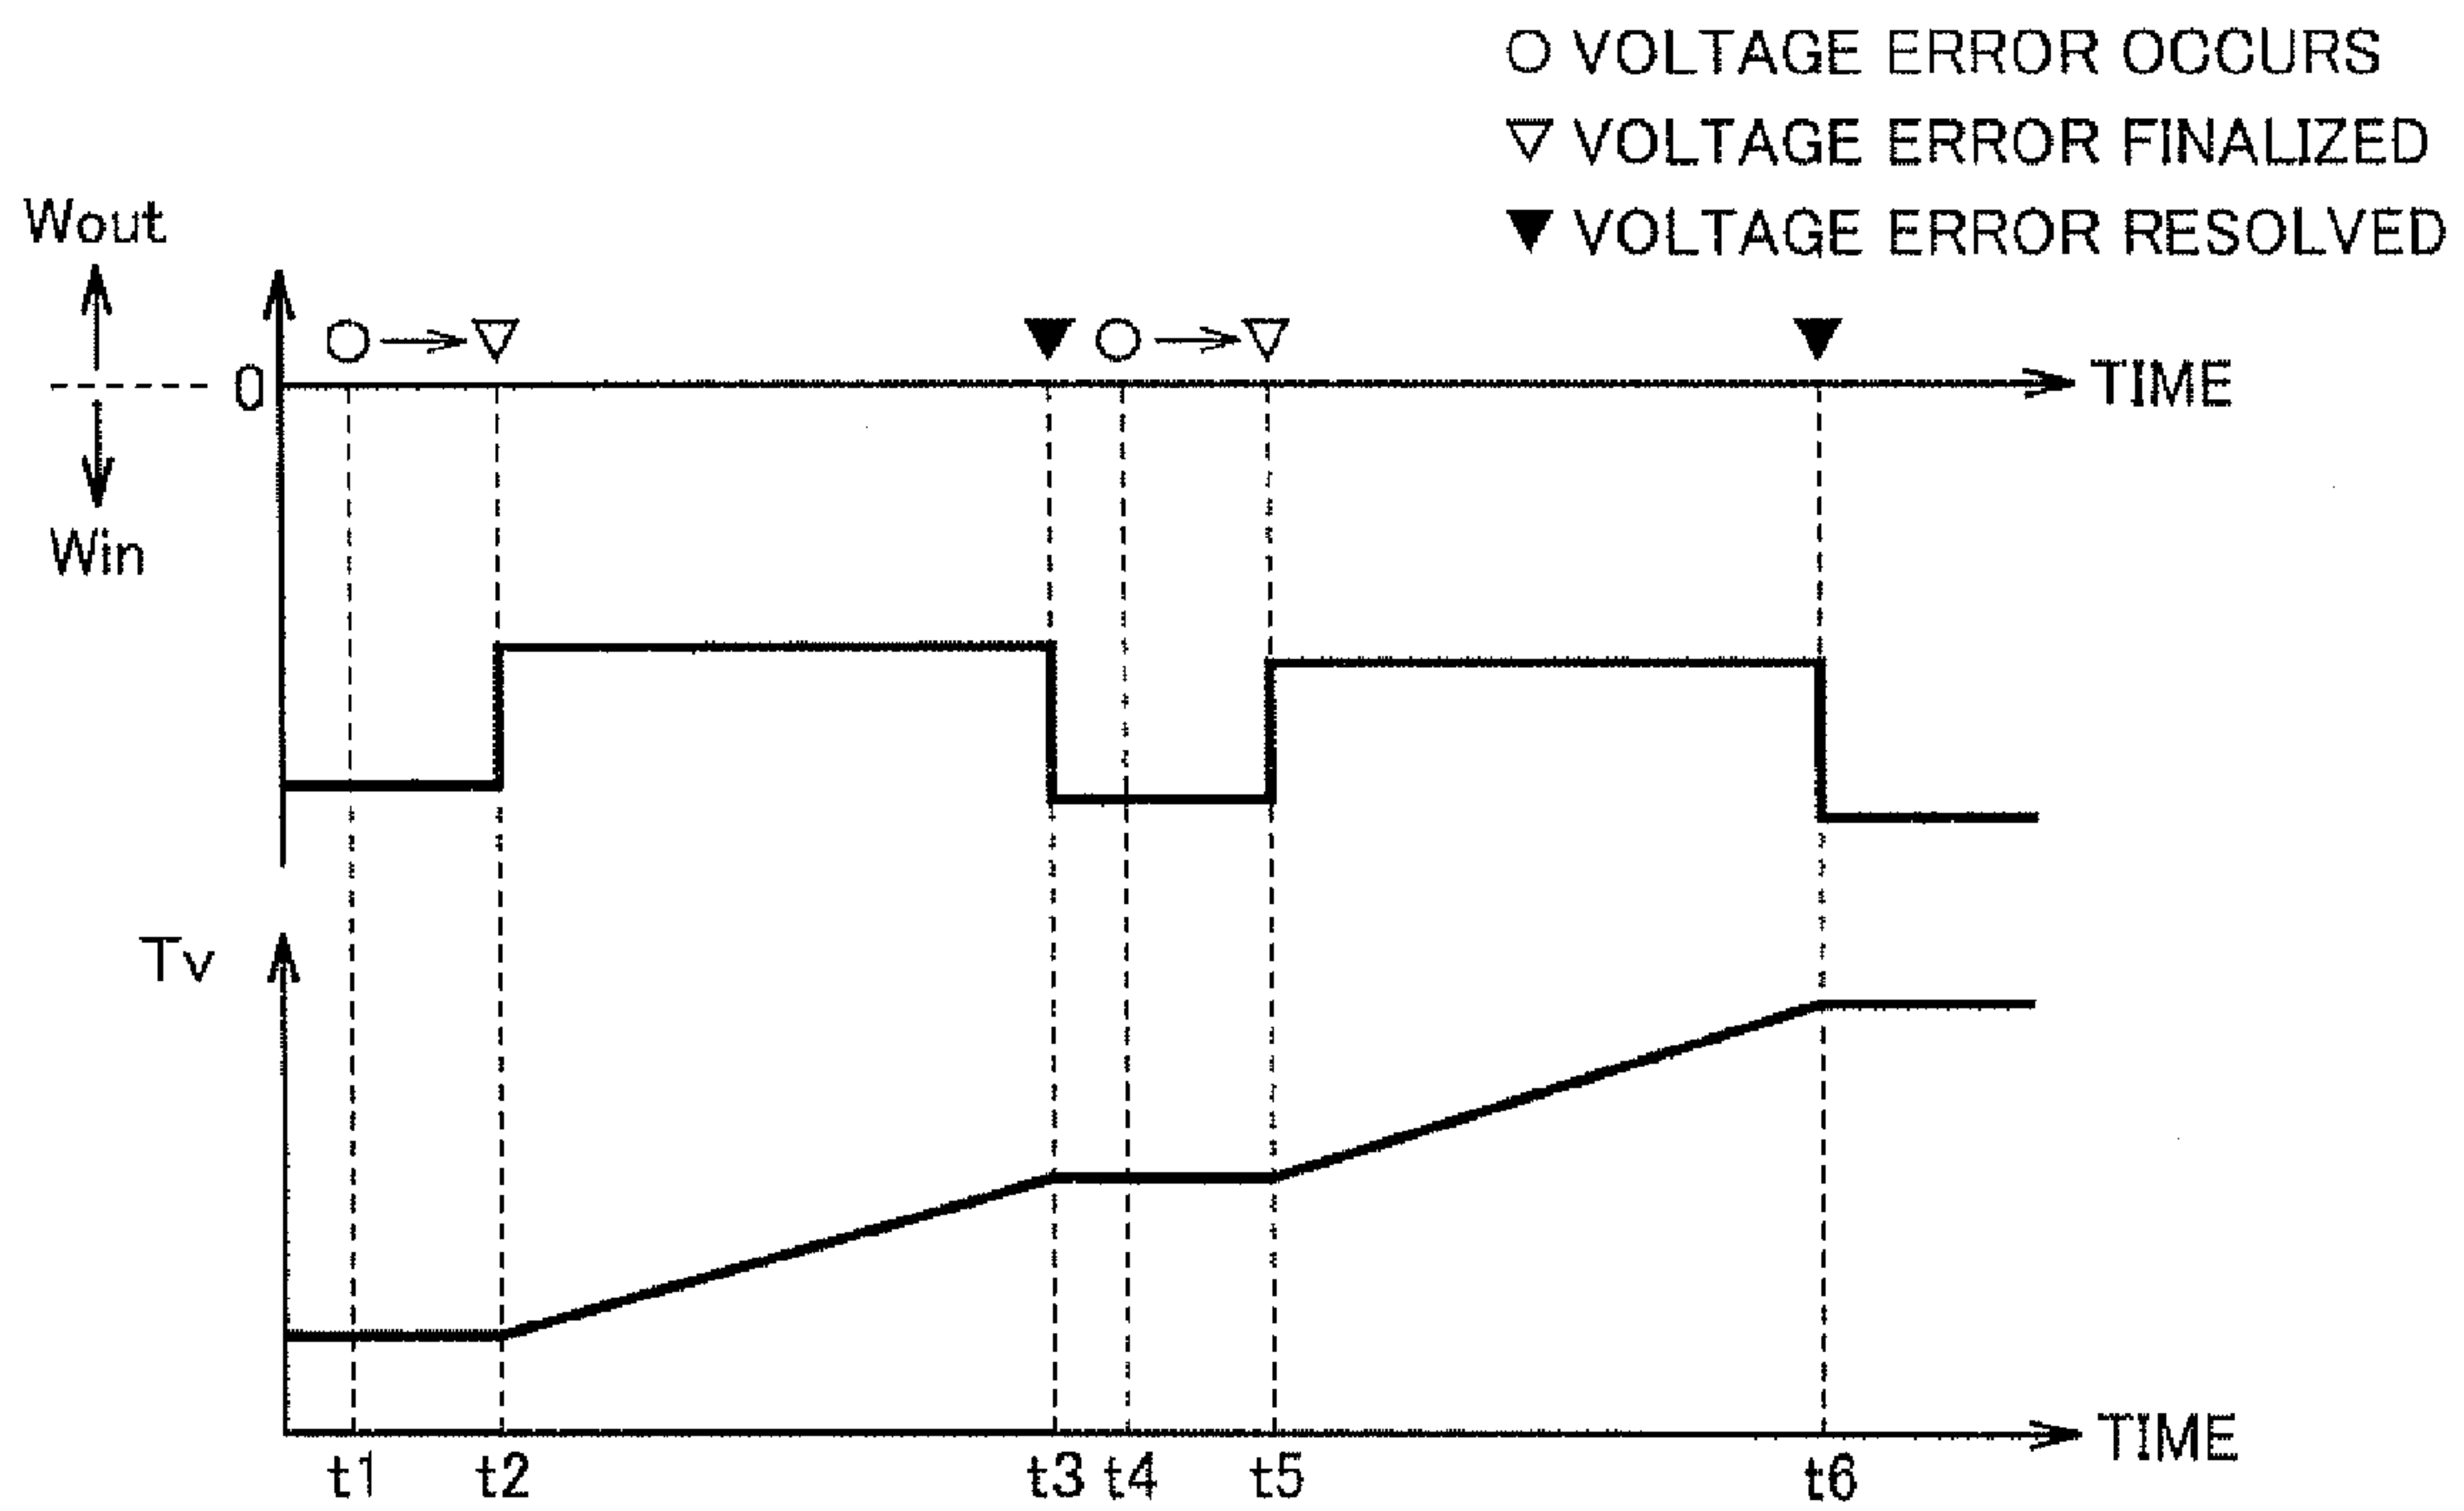 ○ VOLTAGE ERROR OCCURS
▽ VOLTAGE ERROR FINALIZED
▼ VOLTAGE ERROR RESOLVED
Wout
0
TIME
Win
Tv
TIME
t1 t2 t3 t4 t5 t6